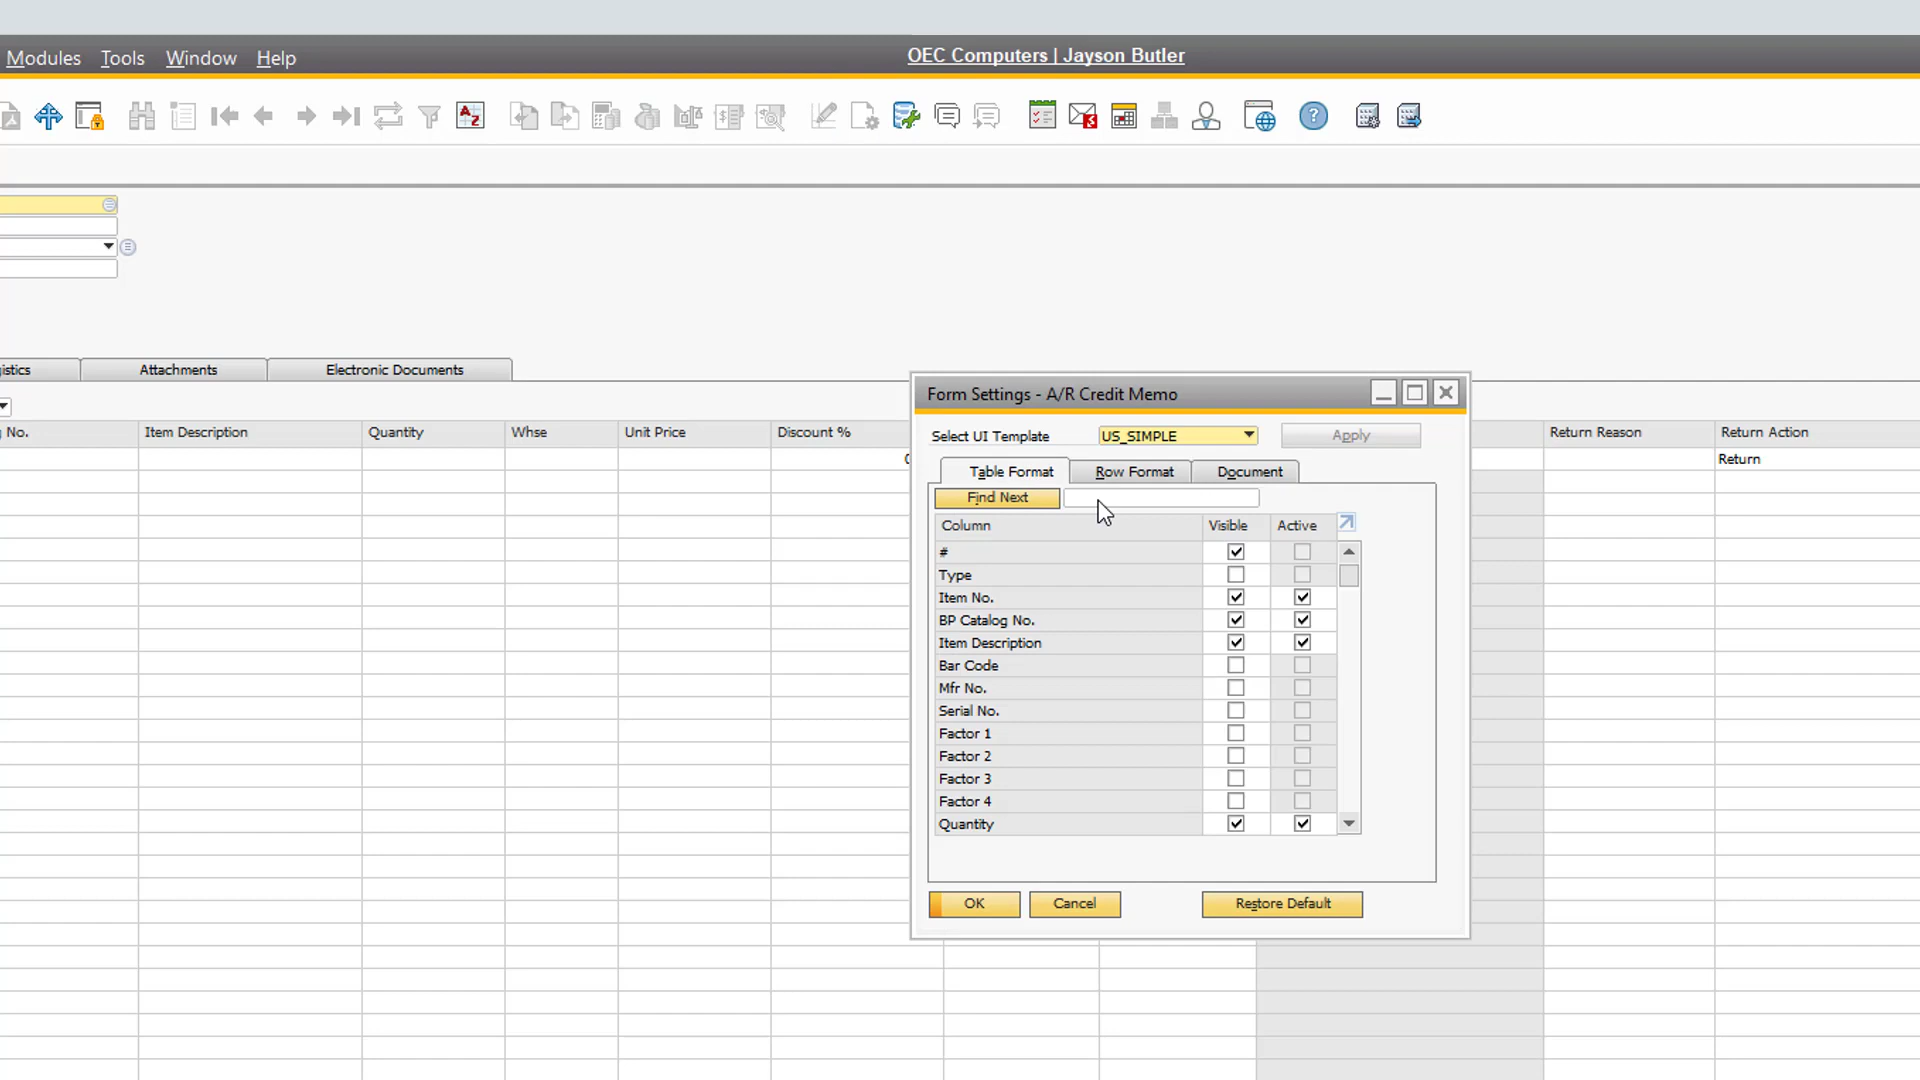 Modules Tools Window Help
OEC Computers | Jayson Butler
Attachments Electronic Documents
Form Settings - A/R Credit Memo
No. Item Description Quantity Whse Unit Price Discount % Return Reason Return Action
Return
Select UI Template US_SIMPLE Apply
Table Format Row Format Document
Find Next
Column Visible Active
#
Type
Item No.
BP Catalog No.
Item Description
Bar Code
Mfr No.
Serial No.
Factor 1
Factor 2
Factor 3
Factor 4
Quantity
OK Cancel Restore Default